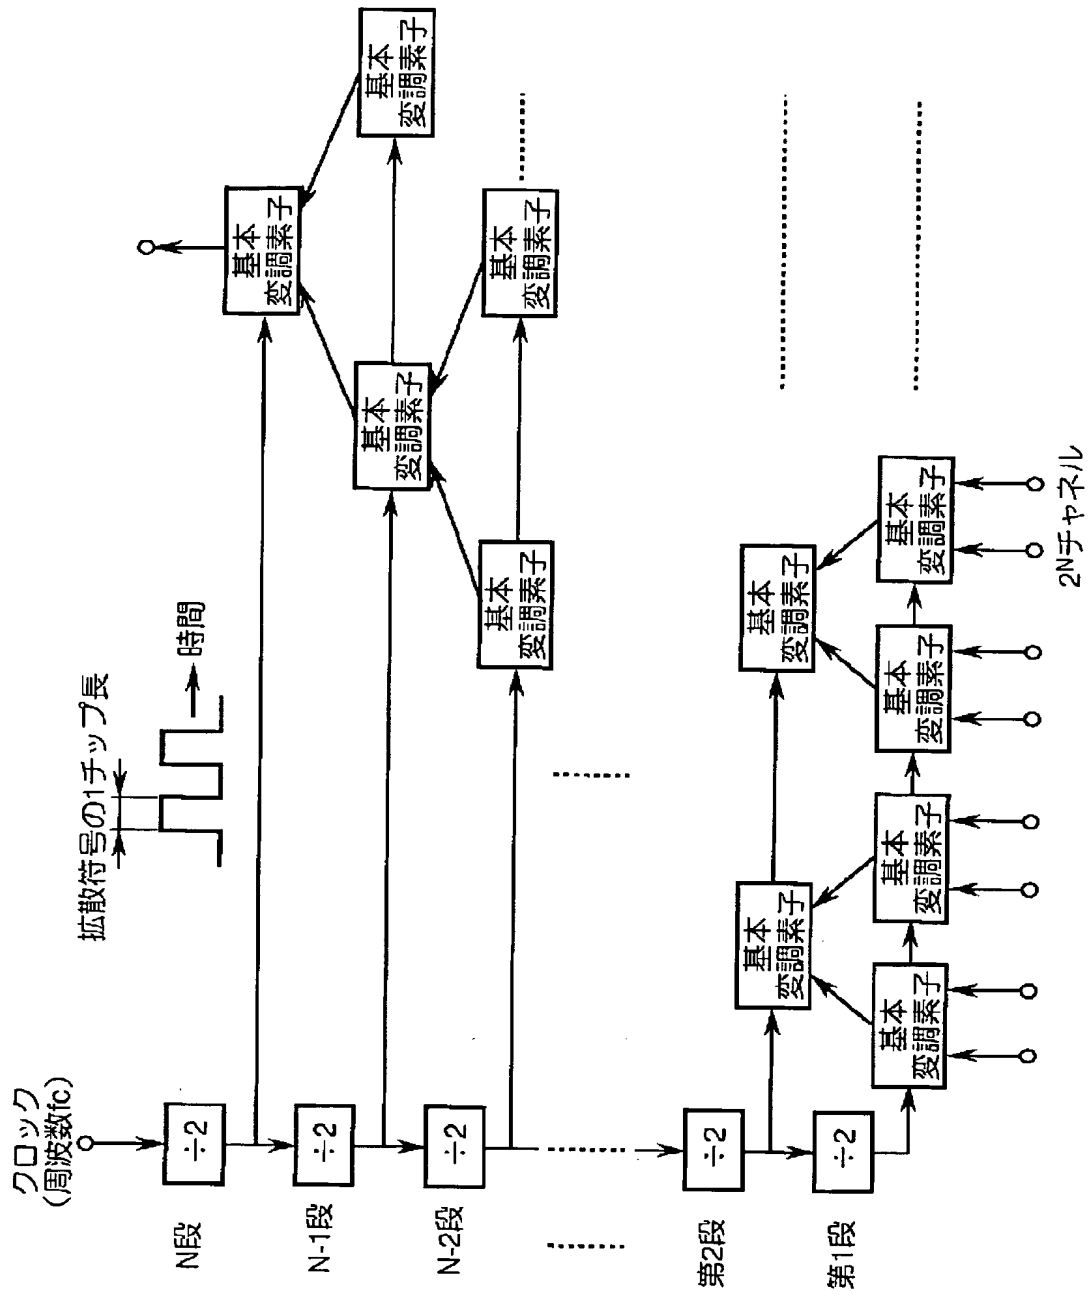 クロック
(周波数fc)
拡散符号の1チップ長
時間
N段
÷2
基本
変調素子
N-1段
÷2
基本
変調素子
基本
変調素子
N-2段
÷2
基本
変調素子
基本
変調素子
第2段
÷2
基本
変調素子
基本
変調素子
第1段
÷2
基本
変調素子
基本
変調素子
基本
変調素子
基本
変調素子
2ᴺチャネル